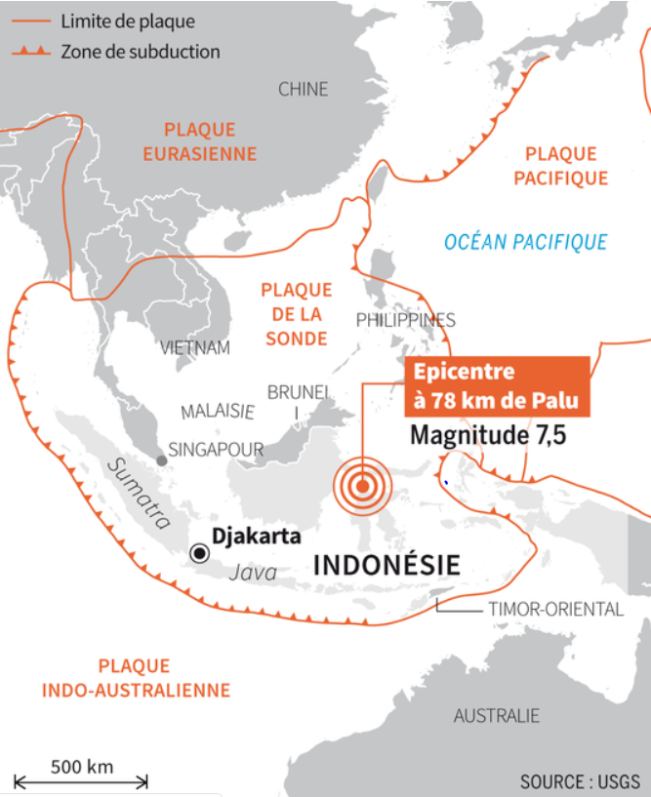 Limite de plaque
Zone de subduction
CHINE
PLAQUE
EURASIENNE
PLAQUE
PACIFIQUE
OCÉAN PACIFIQUE
PLAQUE
DE LA
SONDE
PHILIPPINES
VIETNAM
Epicentre
à 78 km de Palu
Magnitude 7,5
BRUNEI
MALAISIE
SINGAPOUR
Sumatra
Djakarta
Java
INDONÉSIE
TIMOR-ORIENTAL
PLAQUE
INDO-AUSTRALIENNE
AUSTRALIE
500 km
SOURCE : USGS